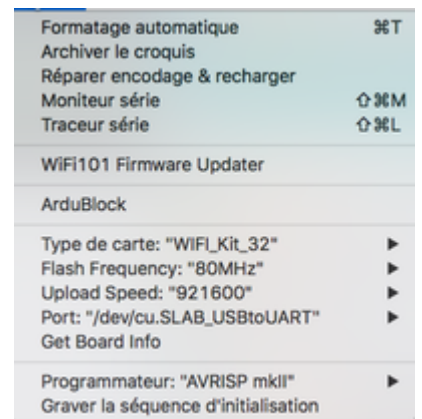 Formatage automatique ⌘T
Archiver le croquis
Réparer encodage & recharger
Moniteur série ⇧⌘M
Traceur série ⇧⌘L
WiFi101 Firmware Updater
ArduBlock
Type de carte: "WIFI_Kit_32"
Flash Frequency: "80MHz"
Upload Speed: "921600"
Port: "/dev/cu.SLAB_USBtoUART"
Get Board Info
Programmateur: "AVRISP mkII"
Graver la séquence d'initialisation